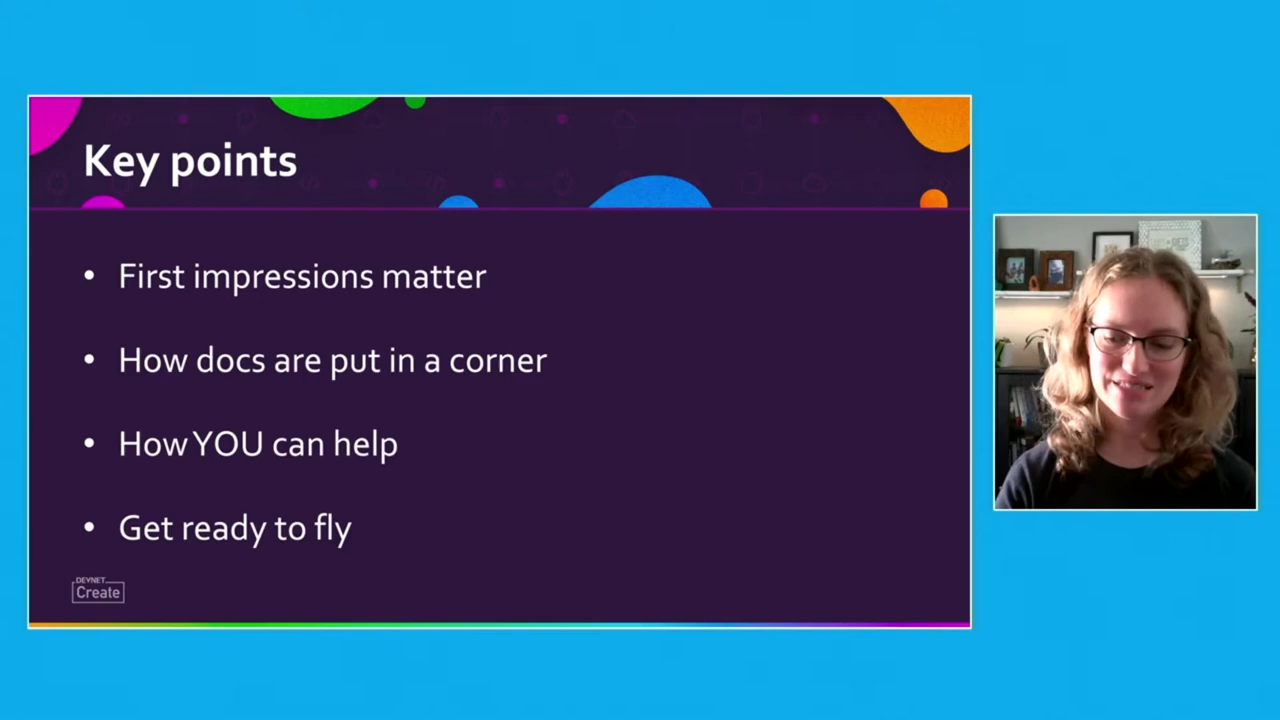 Key points
• First impressions matter
• How docs are put in a corner
• How YOU can help
• Get ready to fly
DEVNET
Create